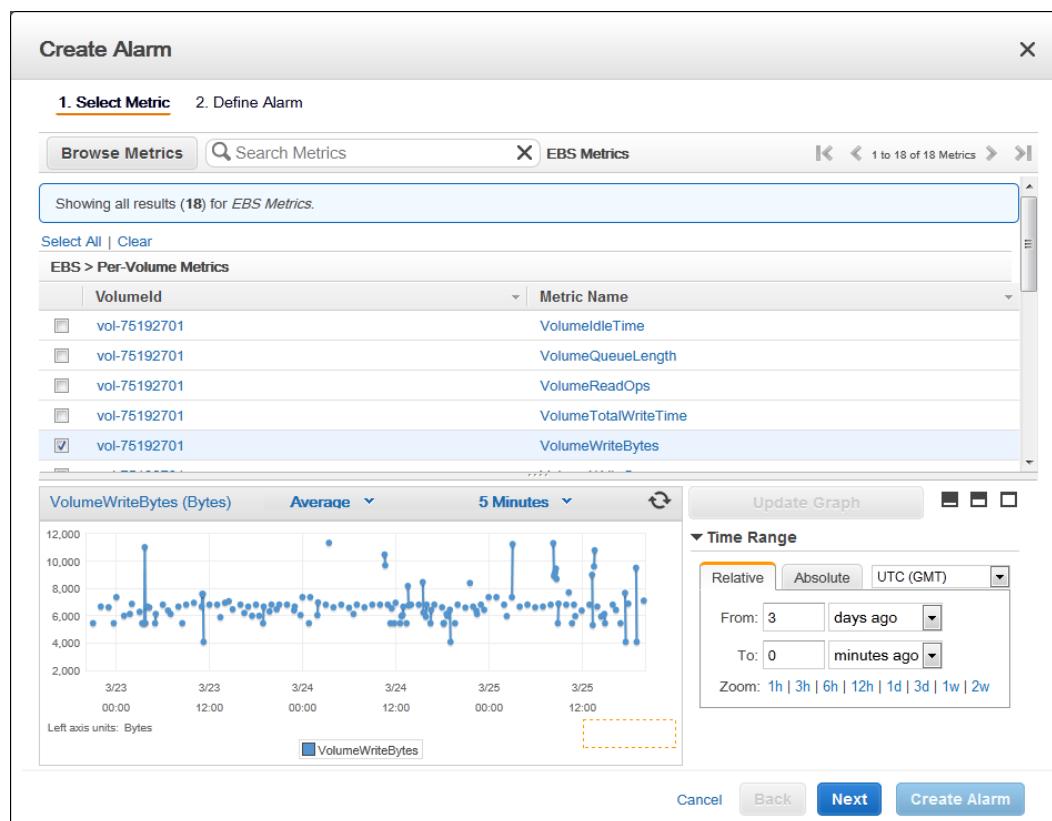 Create Alarm
1. Select Metric 2. Define Alarm
Browse Metrics Search Metrics EBS Metrics 1 to 18 of 18 Metrics
Showing all results (18) for EBS Metrics.
Select All | Clear
EBS > Per-Volume Metrics
VolumeId Metric Name
vol-75192701 VolumeIdleTime
vol-75192701 VolumeQueueLength
vol-75192701 VolumeReadOps
vol-75192701 VolumeTotalWriteTime
vol-75192701 VolumeWriteBytes
VolumeWriteBytes (Bytes) Average 5 Minutes Update Graph
12,000
10,000
8,000
6,000
4,000
2,000
3/23 3/23 3/24 3/24 3/25 3/25
00:00 12:00 00:00 12:00 00:00 12:00
Left axis units: Bytes
VolumeWriteBytes
Time Range
Relative Absolute UTC (GMT)
From: 3 days ago
To: 0 minutes ago
Zoom: 1h | 3h | 6h | 12h | 1d | 3d | 1w | 2w
Cancel Back Next Create Alarm